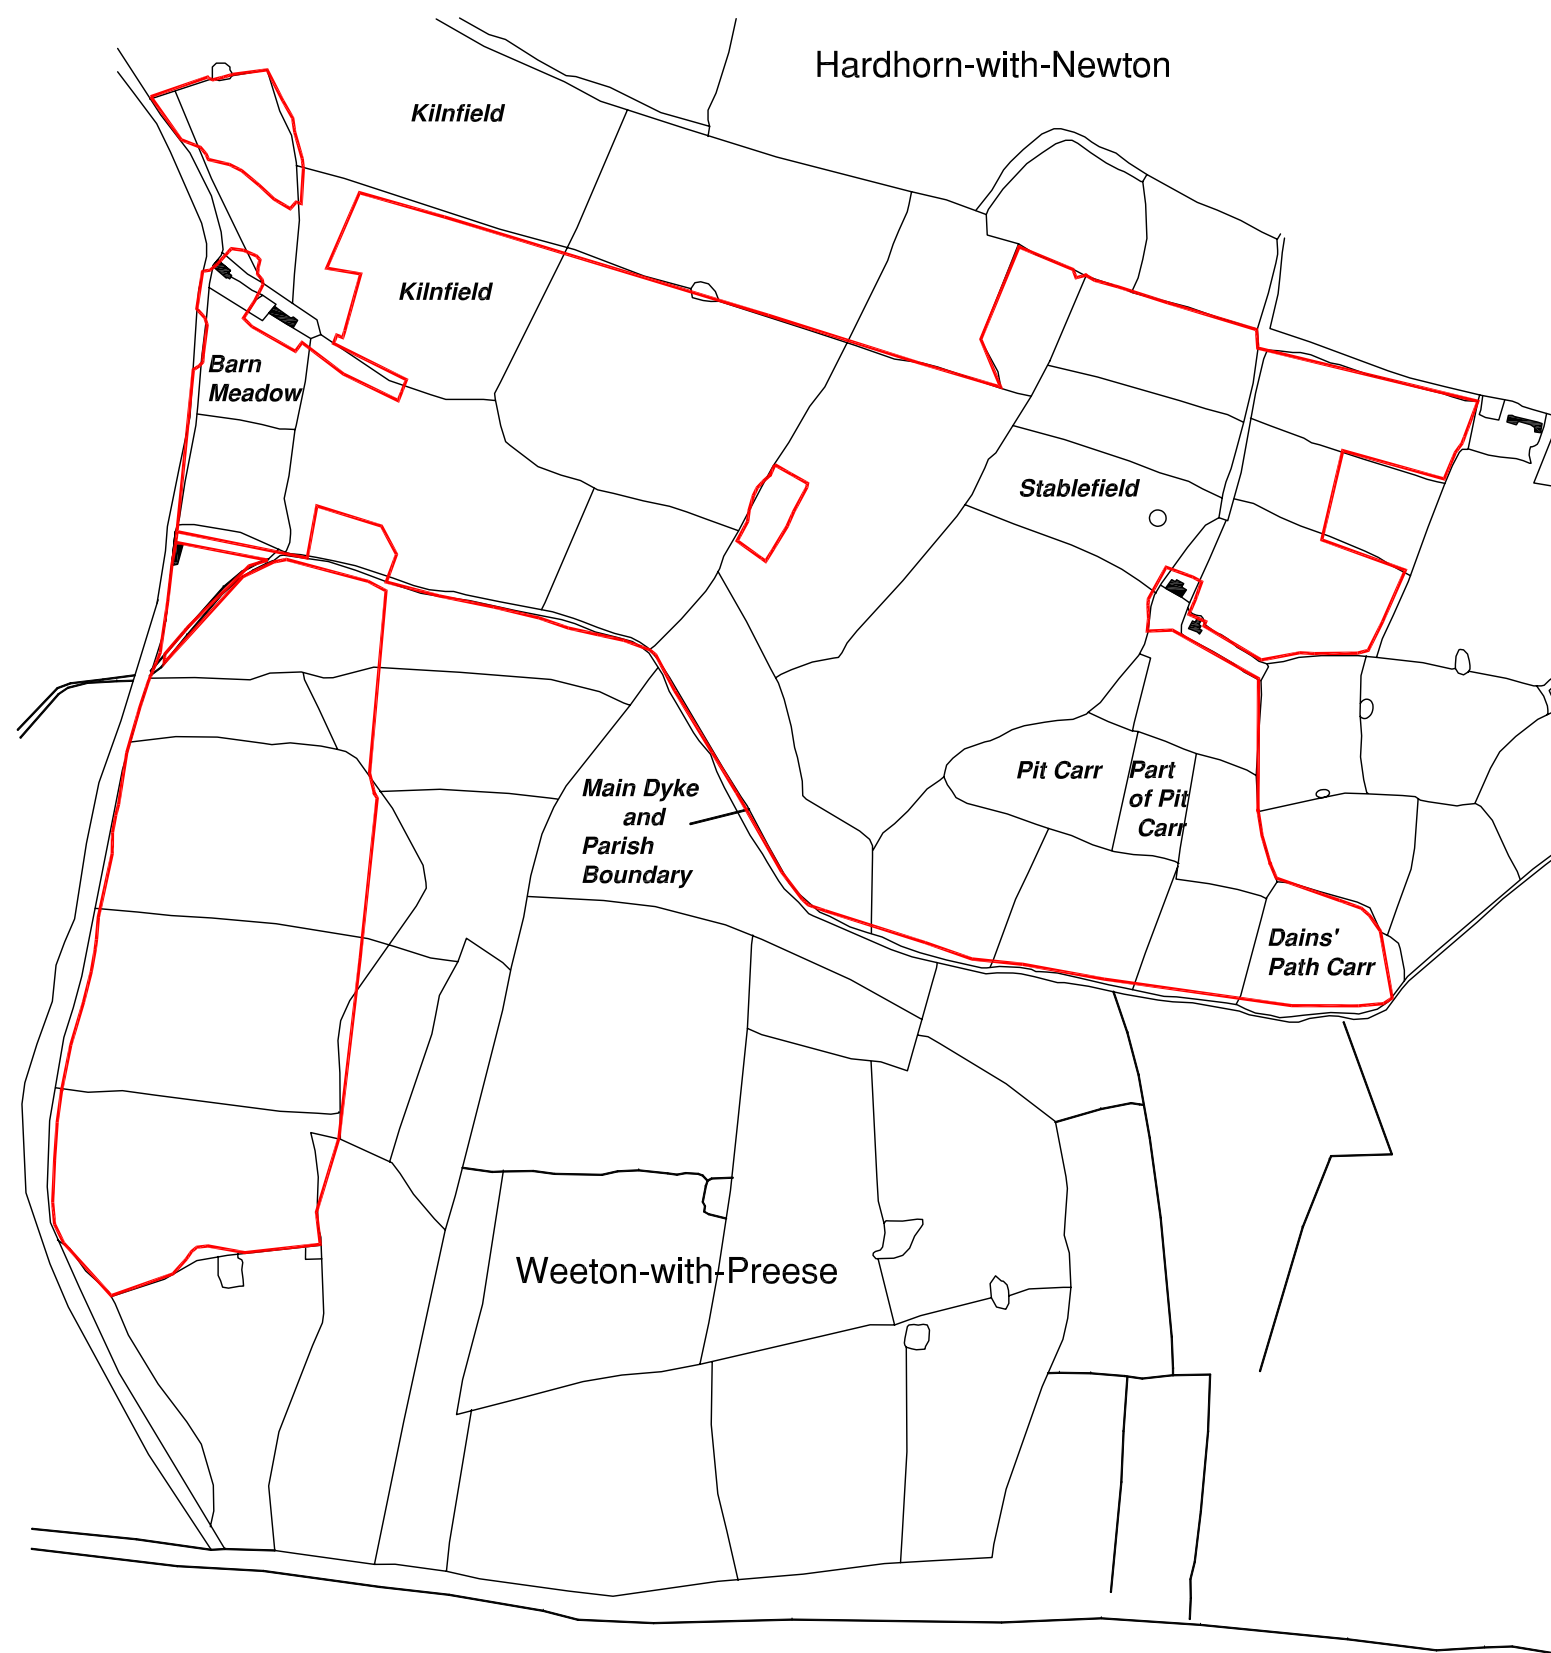 Hardhorn-with-Newton
Kilnfield
Kilnfield
Barn
Meadow
Stablefield
Pit Carr
Part
of Pit
Carr
Main Dyke
and
Parish
Boundary
Dains'
Path Carr
Weeton-with-Preese